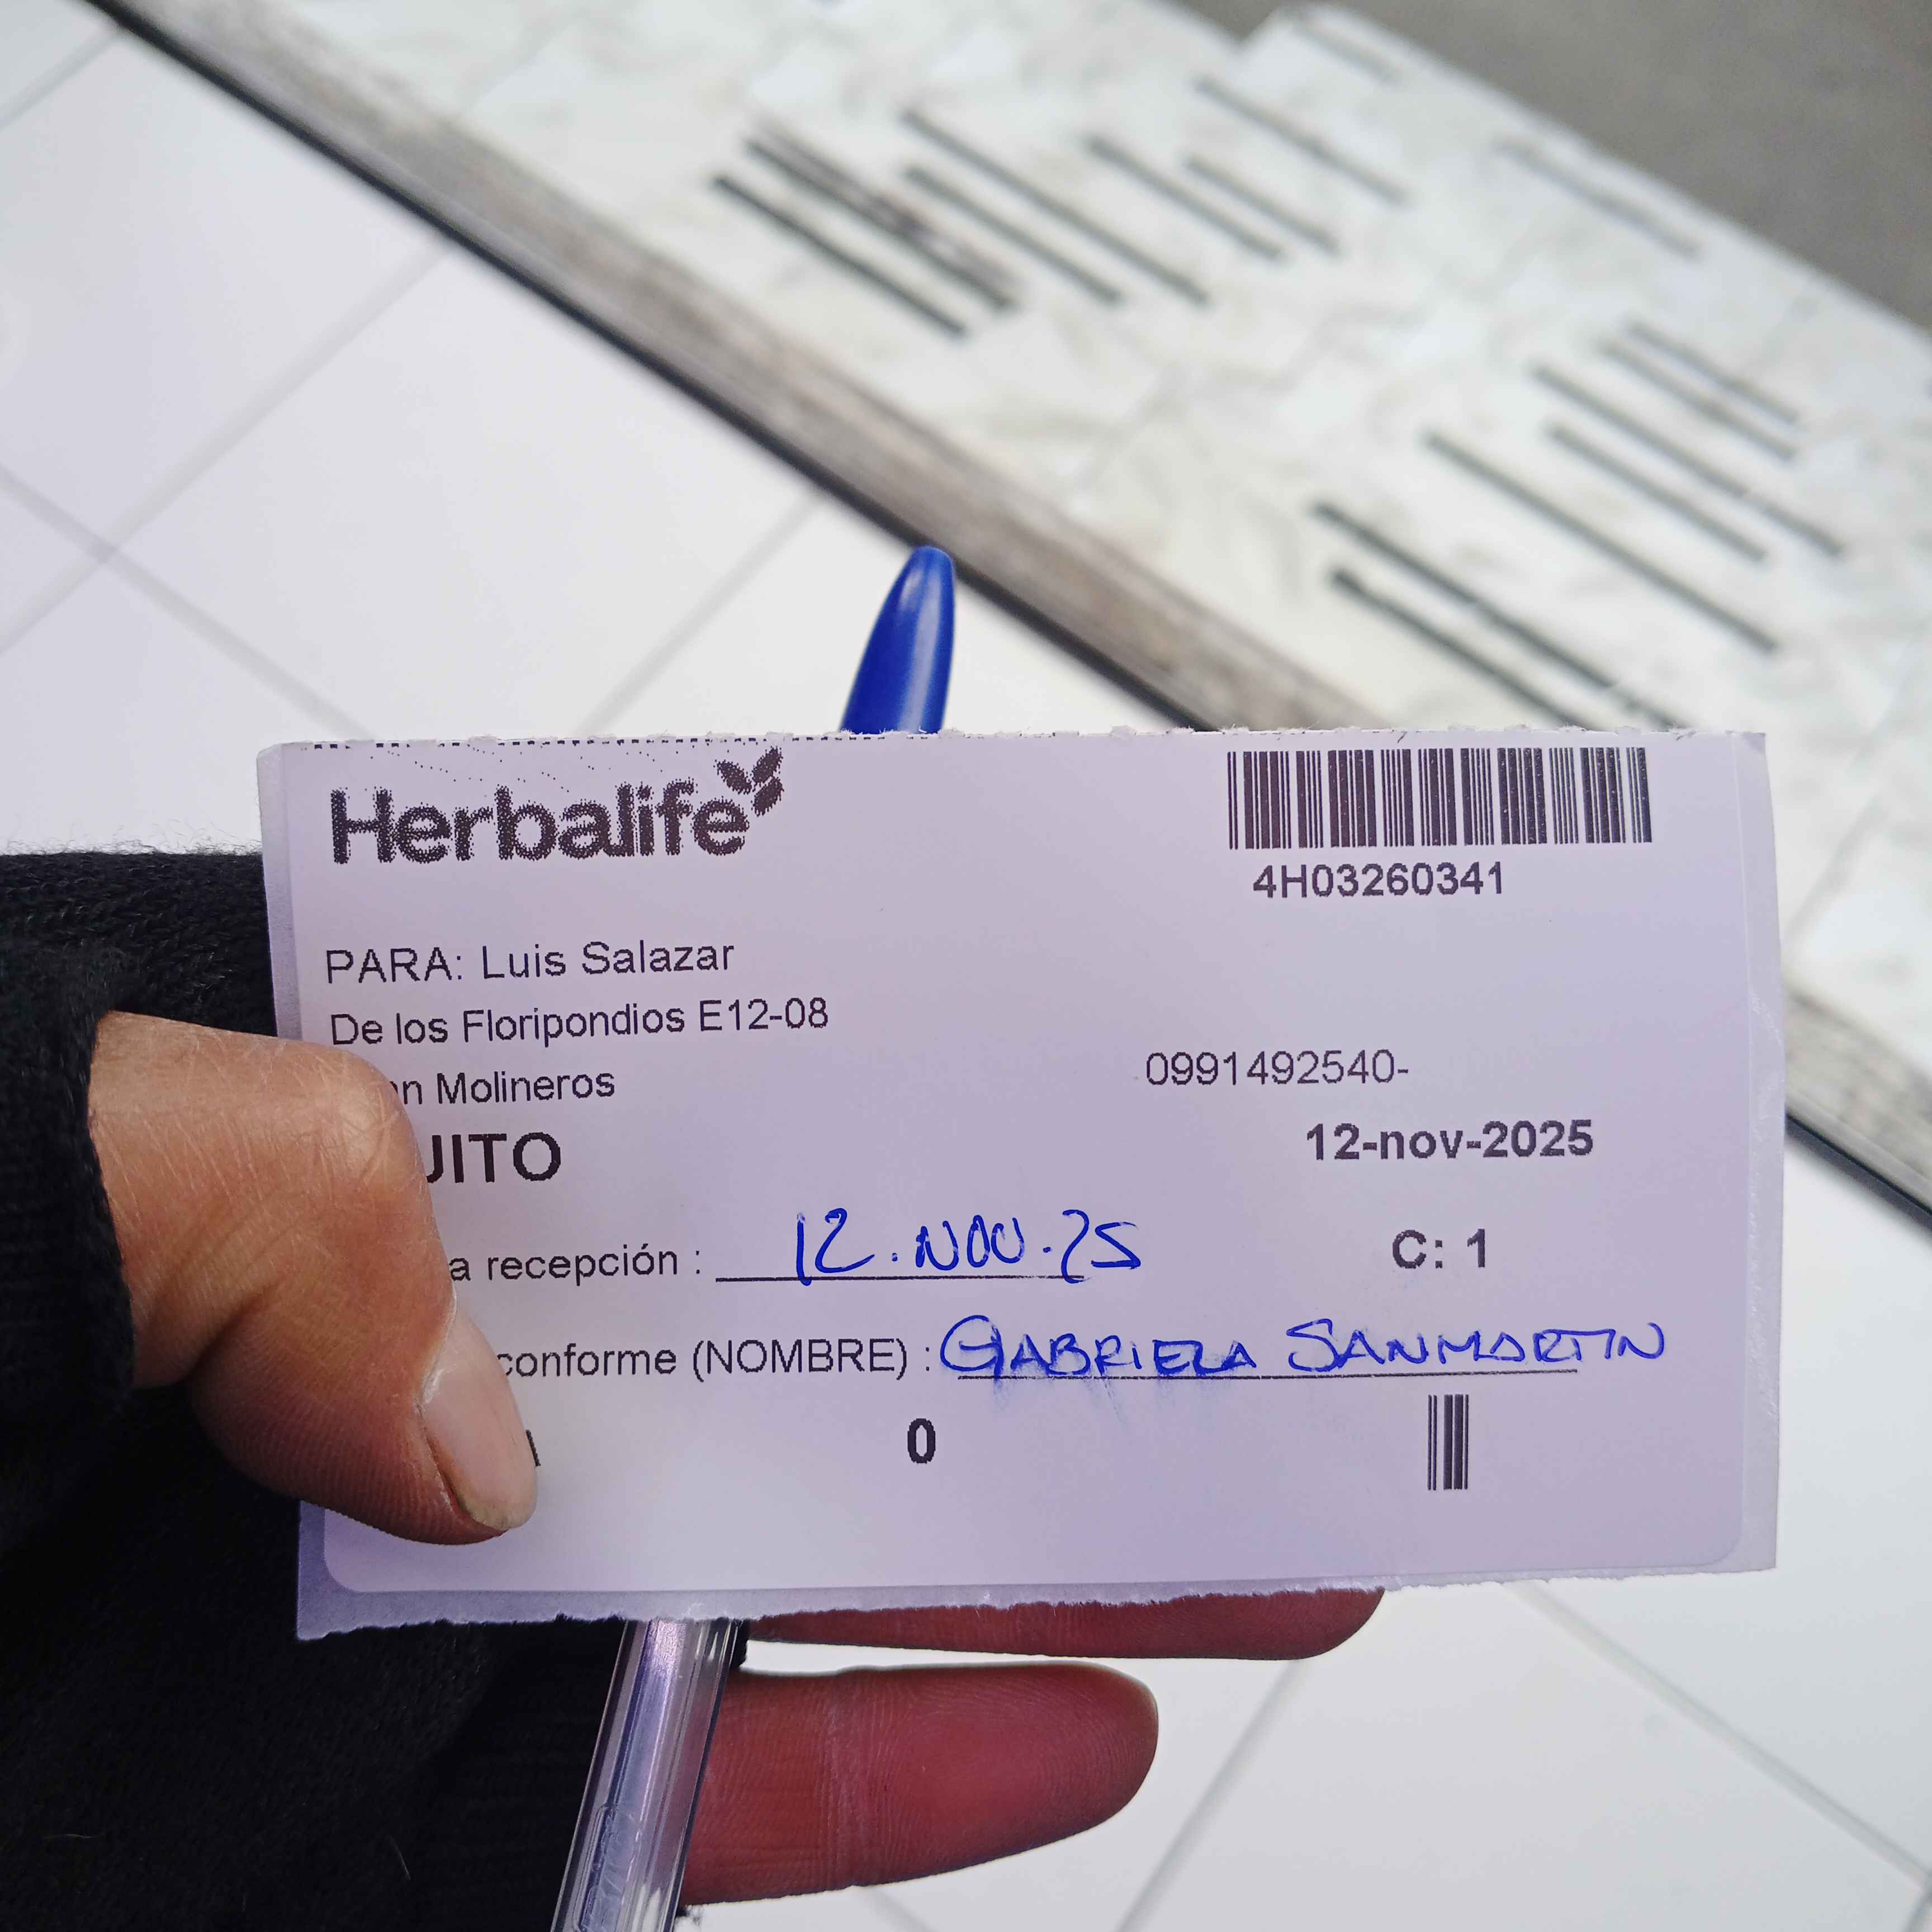 Herbalife
4H03260341
PARA: Luis Salazar
De los Floripondios E12-08
Molineros
0991492540-
12-nov-2025
recepción : 12. NOV. 25
C: 1
conforme (NOMBRE) : GABRIELA SANMARTIN
0